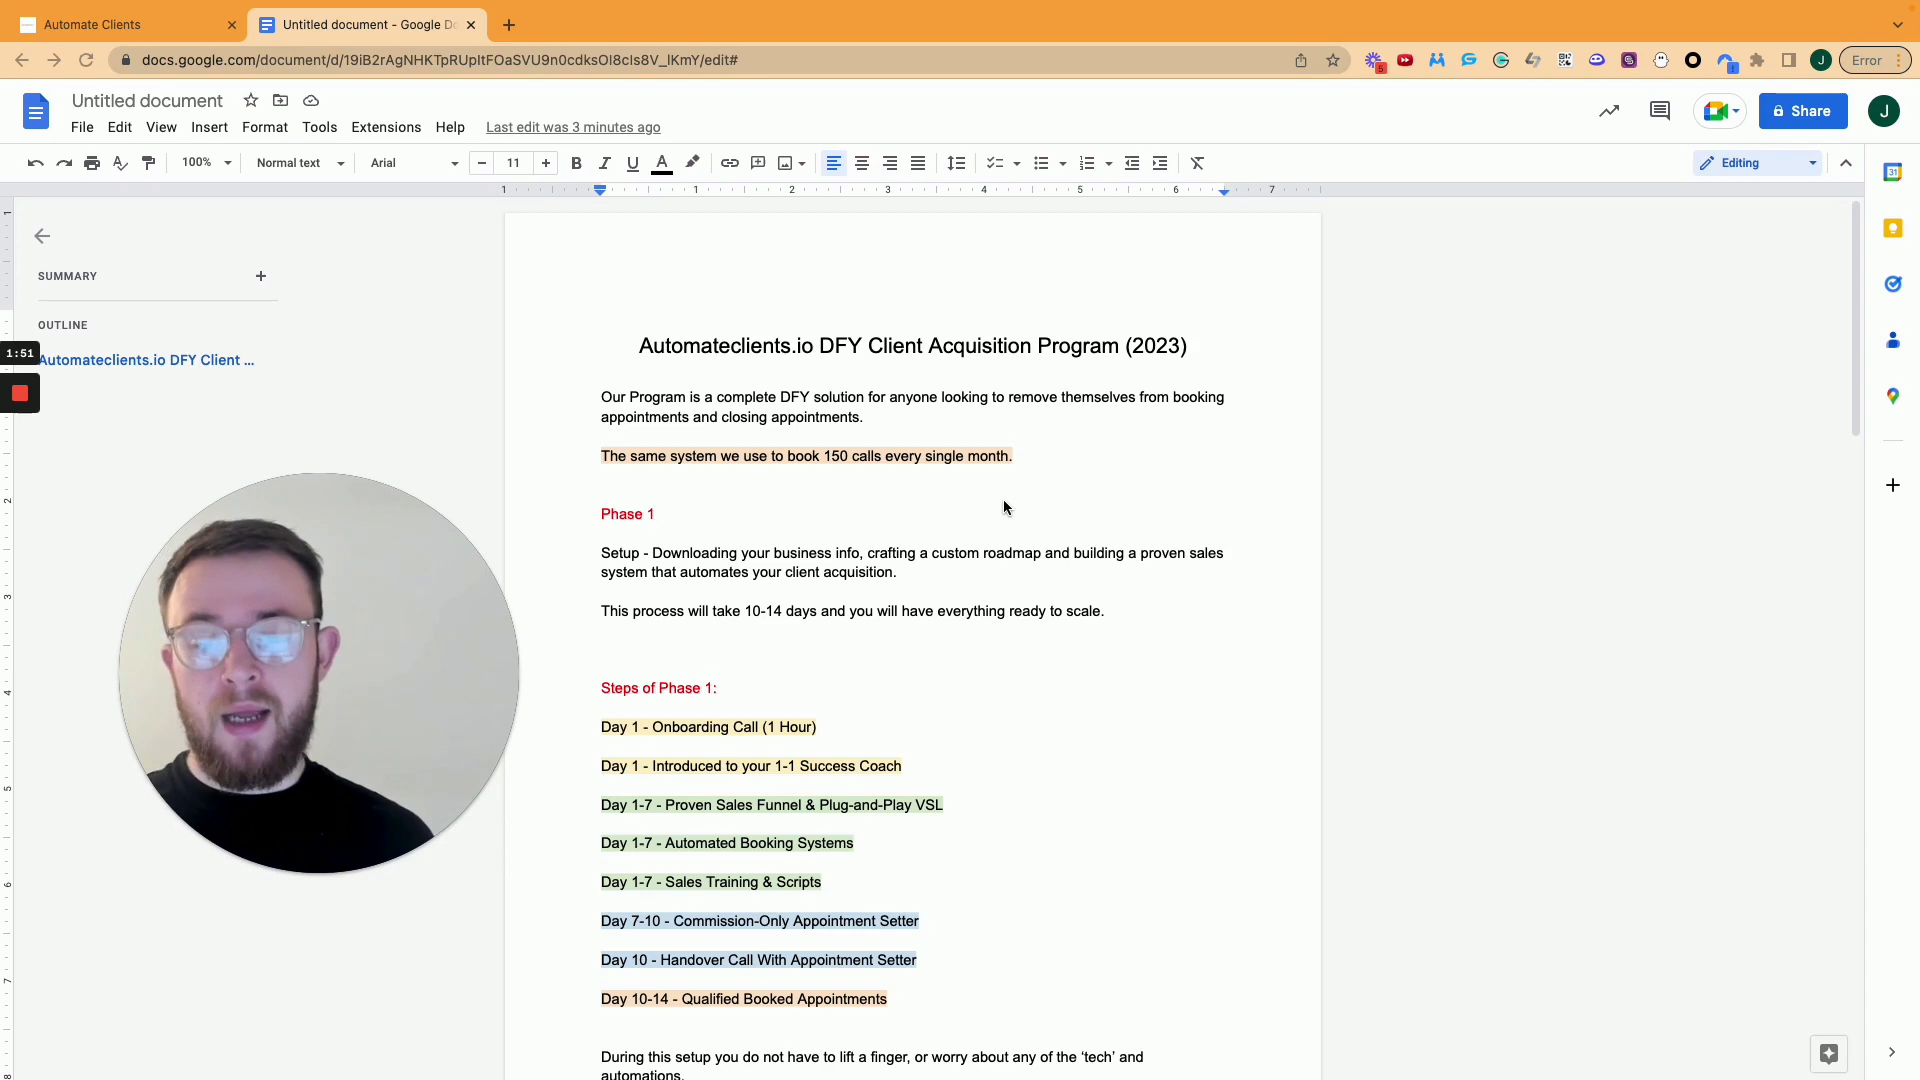 Automate Clients
Untitled document - Google Do
docs.google.com/document/d/19iB2rAgNHKTpRUpItFOaSVU9n0cdksOl8cIs8V_lKmY/edit#
5
Error
Untitled document
File Edit View Insert Format Tools Extensions Help Last edit was 3 minutes ago
Share
J
100% Normal text Arial 11 Editing
1 1 2 3 4 5 6 7
SUMMARY
OUTLINE
1:51
Automateclients.io DFY Client ...
Automateclients.io DFY Client Acquisition Program (2023)
Our Program is a complete DFY solution for anyone looking to remove themselves from booking
appointments and closing appointments.
The same system we use to book 150 calls every single month.
Phase 1
Setup - Downloading your business info, crafting a custom roadmap and building a proven sales
system that automates your client acquisition.
This process will take 10-14 days and you will have everything ready to scale.
Steps of Phase 1:
Day 1 - Onboarding Call (1 Hour)
Day 1 - Introduced to your 1-1 Success Coach
Day 1-7 - Proven Sales Funnel & Plug-and-Play VSL
Day 1-7 - Automated Booking Systems
Day 1-7 - Sales Training & Scripts
Day 7-10 - Commission-Only Appointment Setter
Day 10 - Handover Call With Appointment Setter
Day 10-14 - Qualified Booked Appointments
During this setup you do not have to lift a finger, or worry about any of the ‘tech’ and
automations.